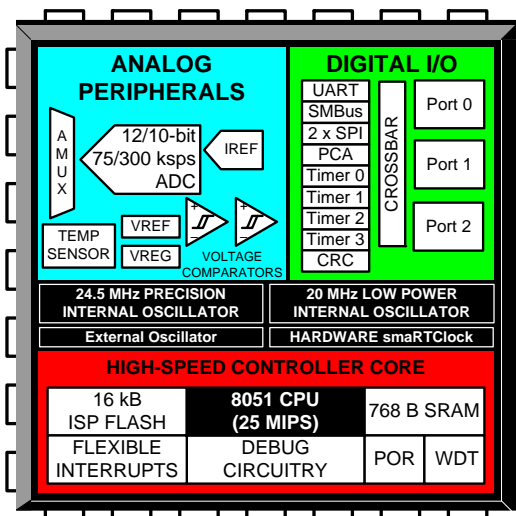 ANALOG
PERIPHERALS
A
M
U
X
12/10-bit
75/300 ksps
ADC
IREF
TEMP
SENSOR
VREF
VREG
+
–
+
–
VOLTAGE
COMPARATORS
DIGITAL I/O
UART
SMBus
2 x SPI
PCA
Timer 0
Timer 1
Timer 2
Timer 3
CRC
CROSSBAR
Port 0
Port 1
Port 2
24.5 MHz PRECISION
INTERNAL OSCILLATOR
20 MHz LOW POWER
INTERNAL OSCILLATOR
External Oscillator
HARDWARE smaRTClock
HIGH-SPEED CONTROLLER CORE
16 kB
ISP FLASH
8051 CPU
(25 MIPS)
768 B SRAM
FLEXIBLE
INTERRUPTS
DEBUG
CIRCUITRY
POR
WDT